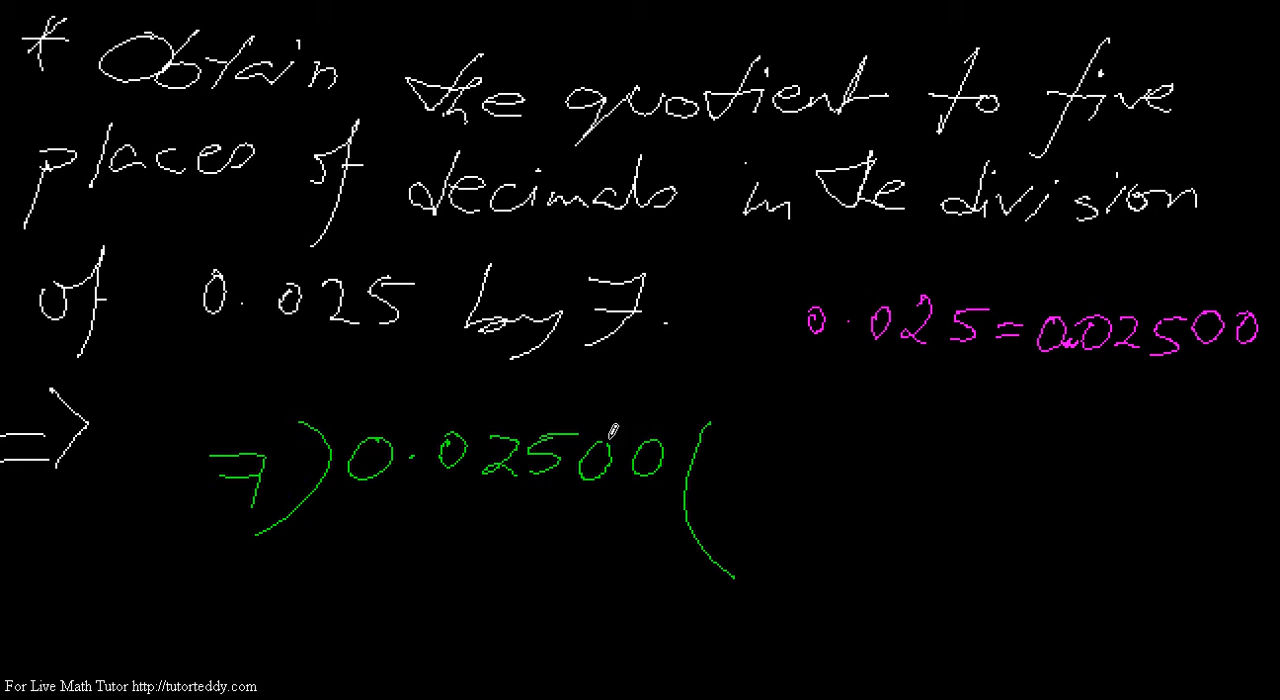 * Obtain the quotient to five
places of decimals in the division
of 0.025 by 7.
0.025 = 0.02500
⇒
7)0.02500(
For Live Math Tutor http://tutorteddy.com